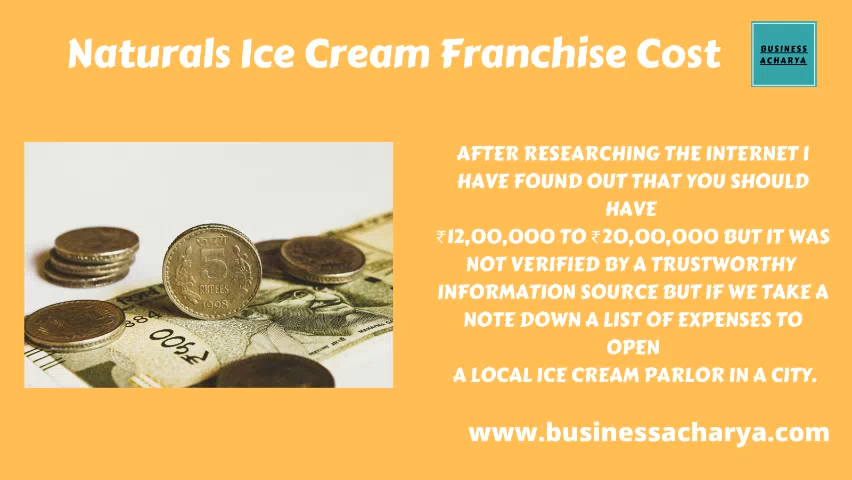 Naturals Ice Cream Franchise Cost
BUSINESS
ACHARYA
AFTER RESEARCHING THE INTERNET I
HAVE FOUND OUT THAT YOU SHOULD
HAVE
₹12,00,000 TO ₹20,00,000 BUT IT WAS
NOT VERIFIED BY A TRUSTWORTHY
INFORMATION SOURCE BUT IF WE TAKE A
NOTE DOWN A LIST OF EXPENSES TO
OPEN
A LOCAL ICE CREAM PARLOR IN A CITY.
5
RUPEES
1998
384
₹500
www.businessacharya.com